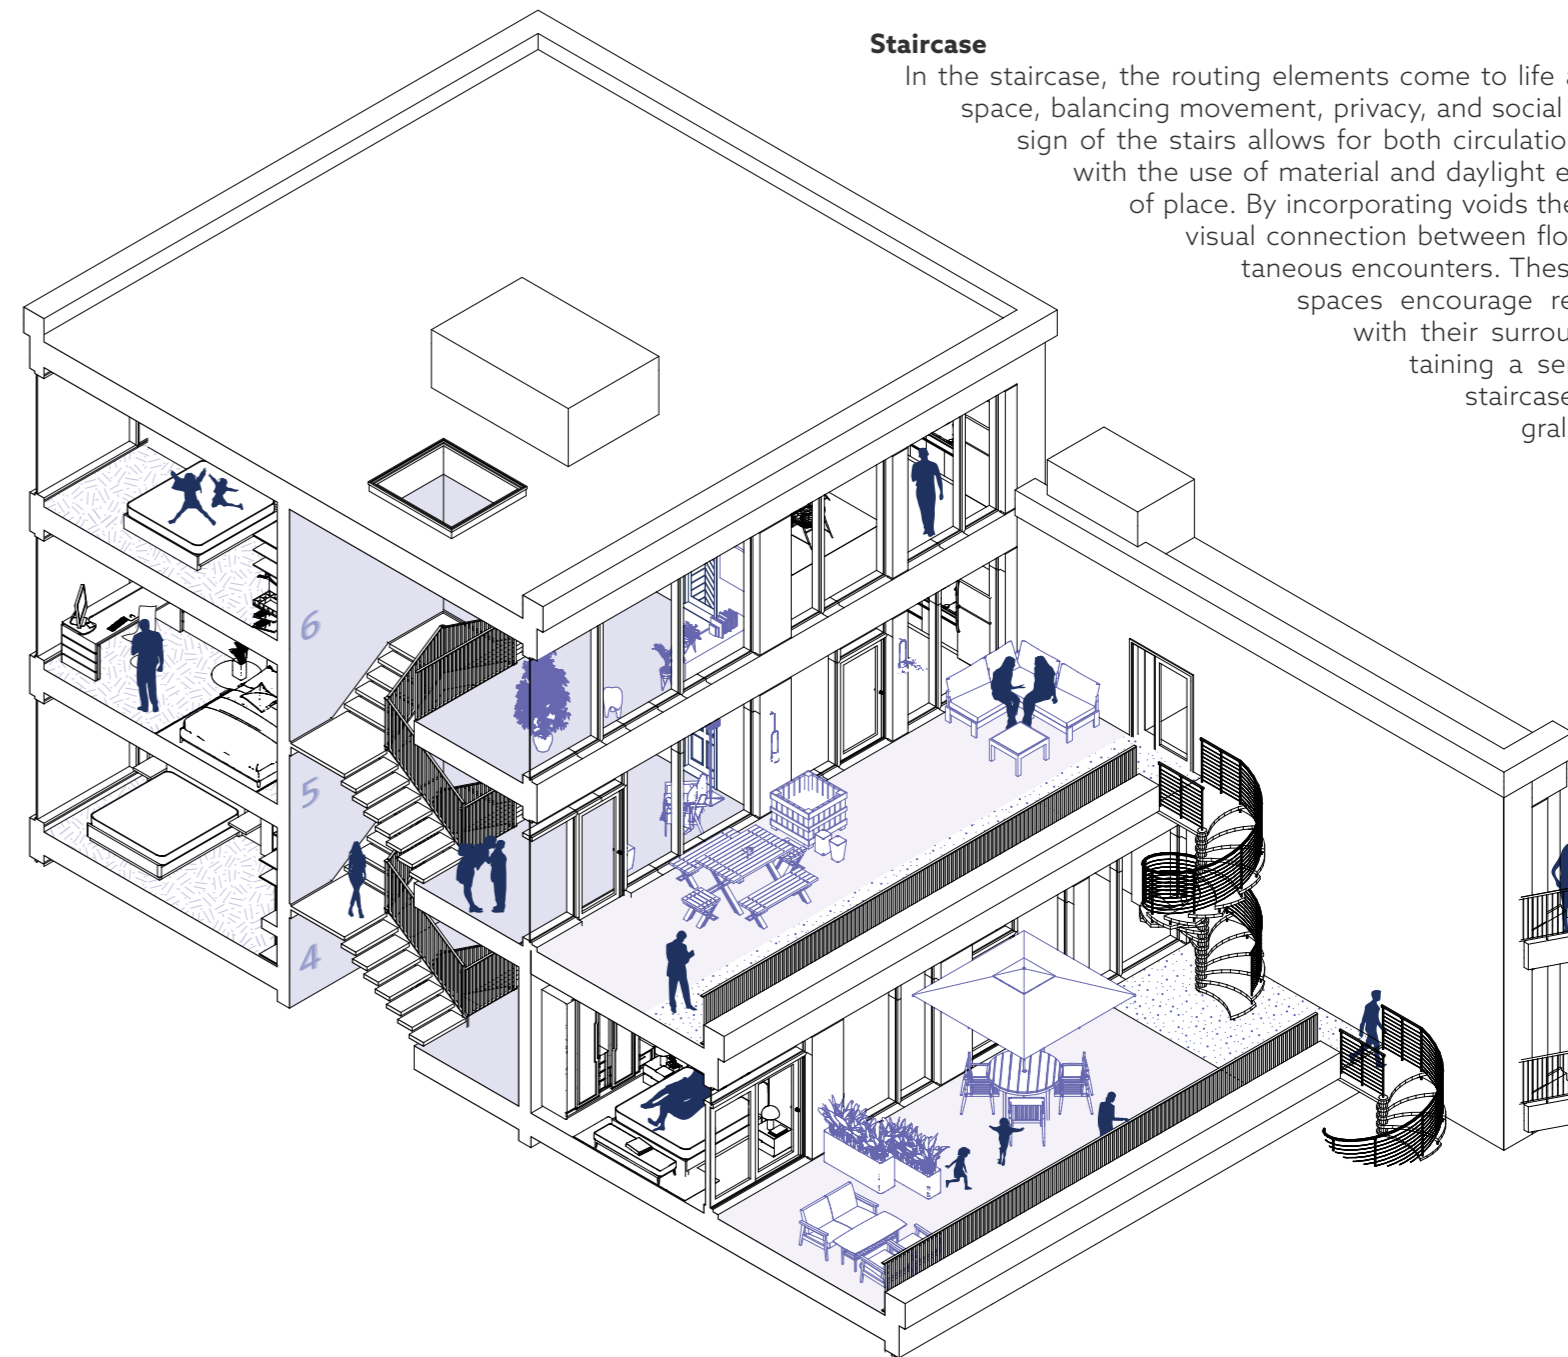 Staircase
In the staircase, the routing elements come to life
space, balancing movement, privacy, and social
sign of the stairs allows for both circulatio
with the use of material and daylight e
of place. By incorporating voids the
visual connection between flo
taneous encounters. Thes
spaces encourage re
with their surrou
taining a se
staircase
gral
6
5
4